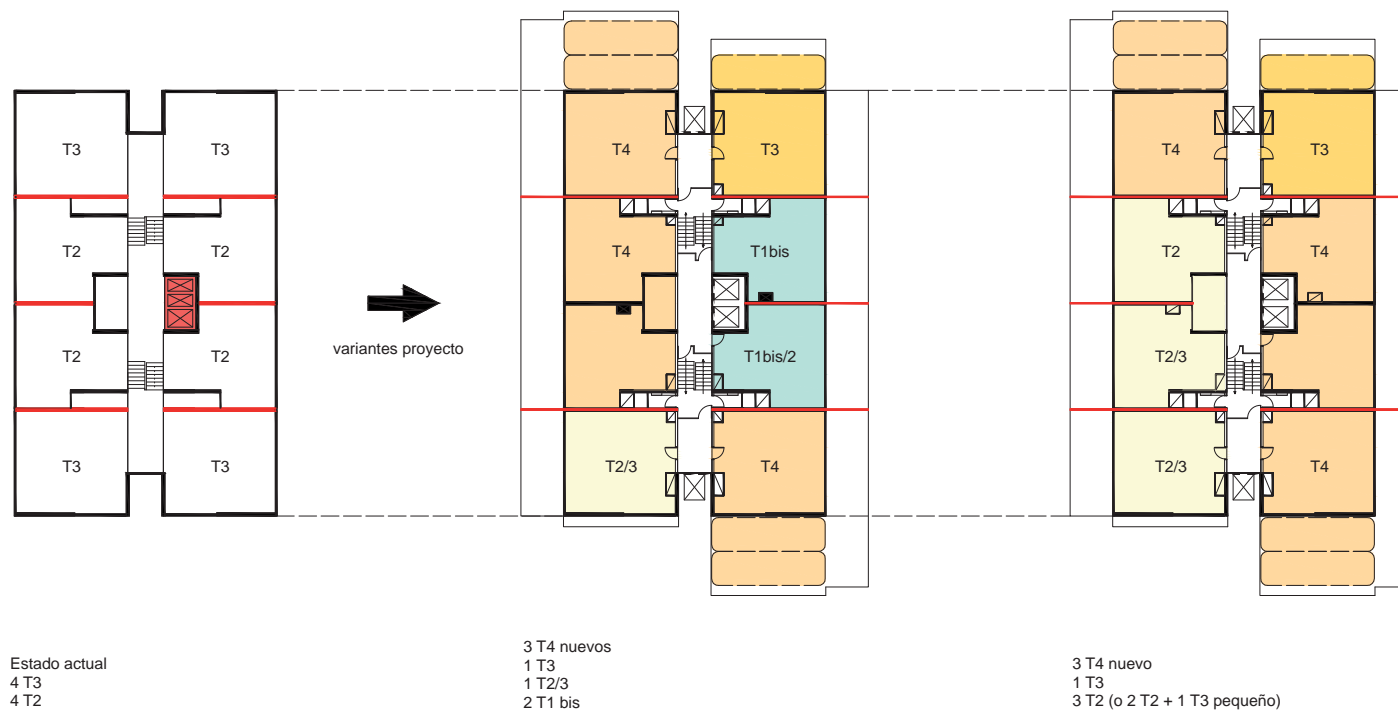 T3 T3
T2 T2
T2 T2
T3 T3
variantes proyecto
T4 T3
T4 T1bis
T1bis/2
T2/3 T4
T4 T3
T2 T4
T2/3
T2/3 T4
Estado actual
4 T3
4 T2
3 T4 nuevos
1 T3
1 T2/3
2 T1 bis
3 T4 nuevo
1 T3
3 T2 (o 2 T2 + 1 T3 pequeño)